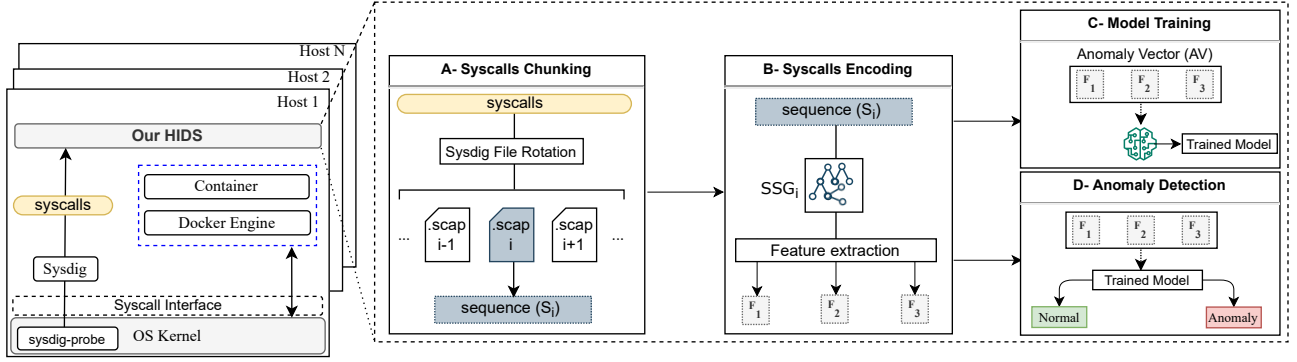 Host N
Host 2
Host 1
Our HIDS
syscalls
Container
Docker Engine
Sysdig
Syscall Interface
sysdig-probe
OS Kernel
A- Syscalls Chunking
syscalls
Sysdig File Rotation
...
.scap
i-1
.scap
i
.scap
i+1
...
sequence (Si)
B- Syscalls Encoding
sequence (Si)
SSGi
Feature extraction
F1
F2
F3
C- Model Training
Anomaly Vector (AV)
F1
F2
F3
Trained Model
D- Anomaly Detection
F1
F2
F3
Trained Model
Normal
Anomaly